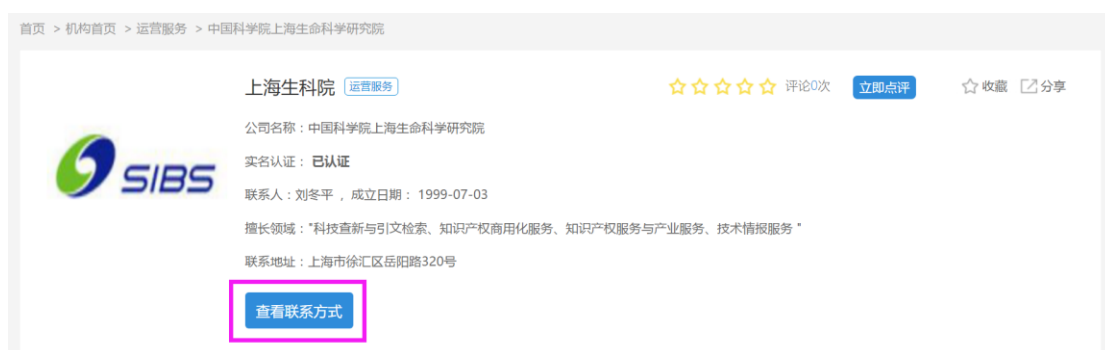 首页 > 机构首页 > 运营服务 > 中国科学院上海生命科学研究院
上海生科院 运营服务 评论0次 立即点评 收藏 分享
公司名称：中国科学院上海生命科学研究院
实名认证： 已认证
SIBS
联系人：刘冬平 ，成立日期： 1999-07-03
擅长领域："科技查新与引文检索、知识产权商用化服务、知识产权服务与产业服务、技术情报服务 "
联系地址：上海市徐汇区岳阳路320号
查看联系方式